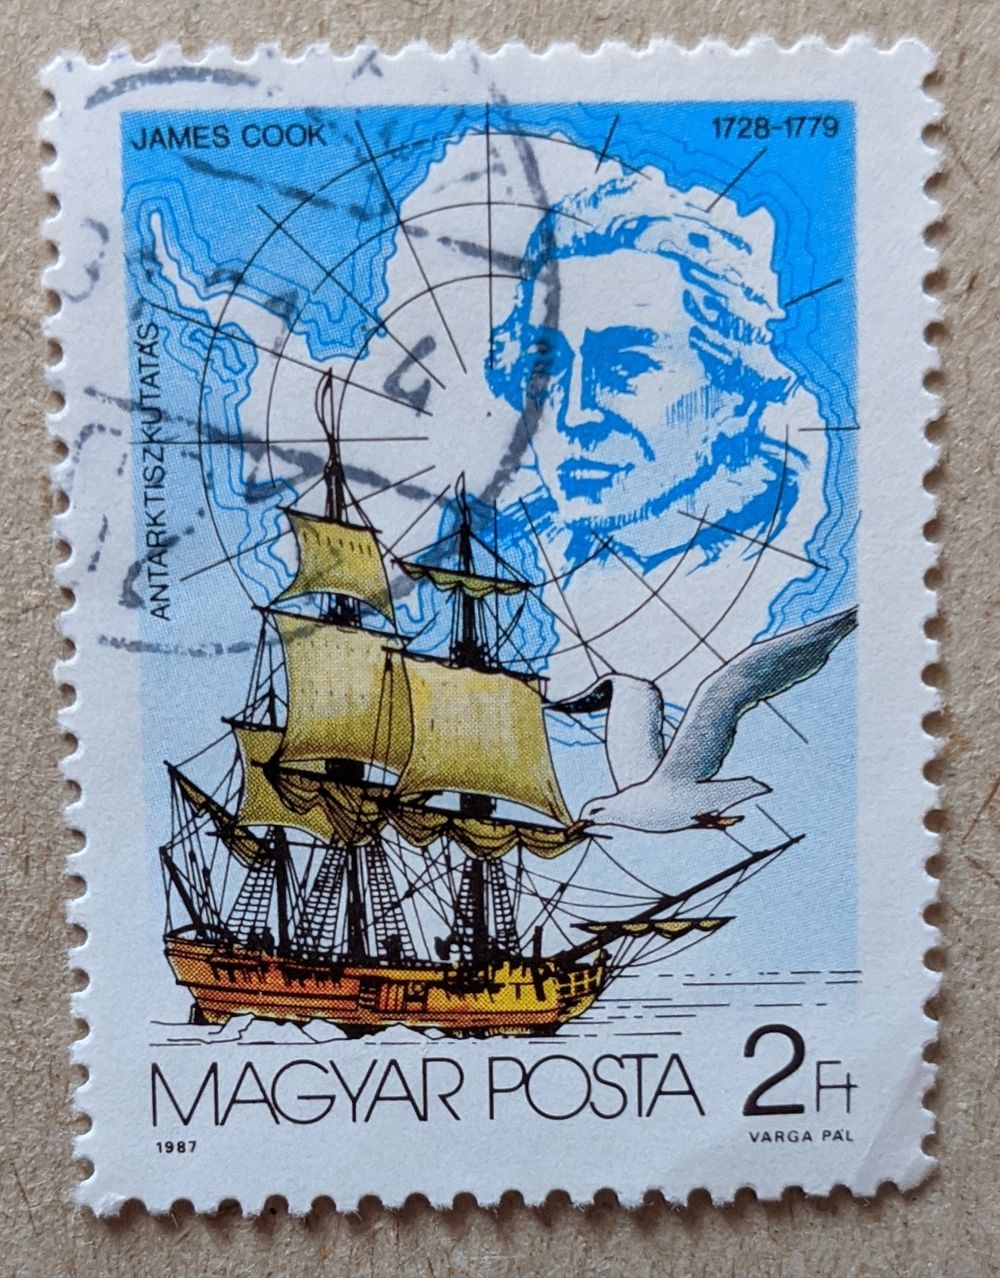 JAMES COOK
1728-1779
ANTARKTISZKUTATÁS
MAGYAR POSTA 2Ft
1987
VARGA PÁL